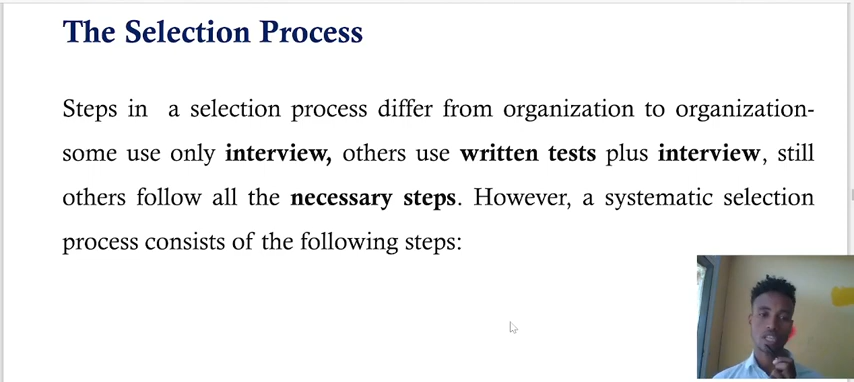 The Selection Process
Steps in a selection process differ from organization to organization-
some use only interview, others use written tests plus interview, still
others follow all the necessary steps. However, a systematic selection
process consists of the following steps: